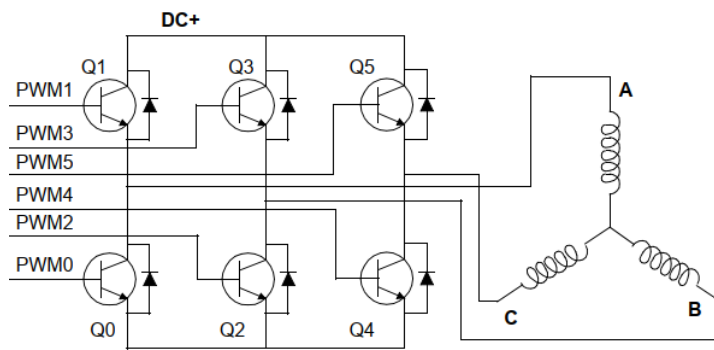 DC+
Q1 Q3 Q5
PWM1
A
PWM3
PWM5
PWM4
PWM2
PWM0
C B
Q0 Q2 Q4